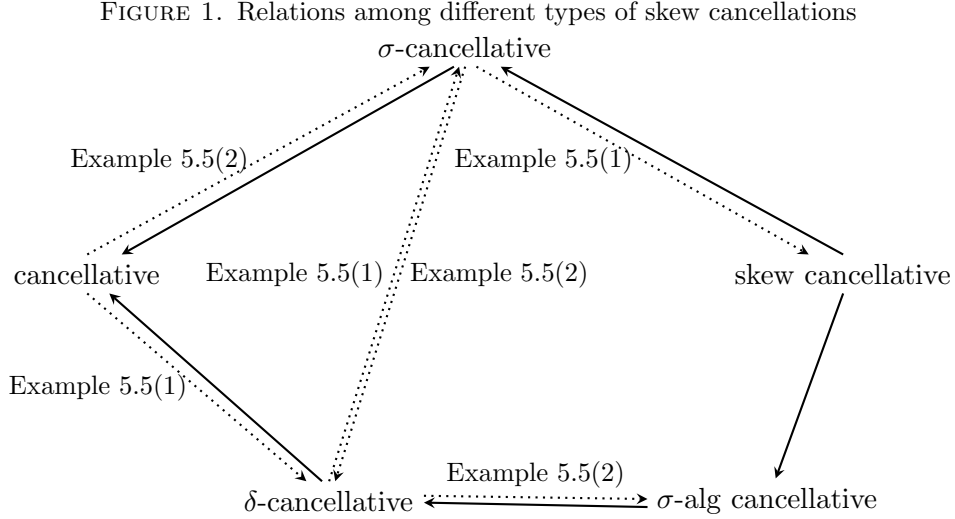 FIGURE 1. Relations among different types of skew cancellations
σ-cancellative
Example 5.5(2)
Example 5.5(1)
cancellative
Example 5.5(1)
Example 5.5(2)
skew cancellative
Example 5.5(1)
Example 5.5(2)
δ-cancellative
σ-alg cancellative